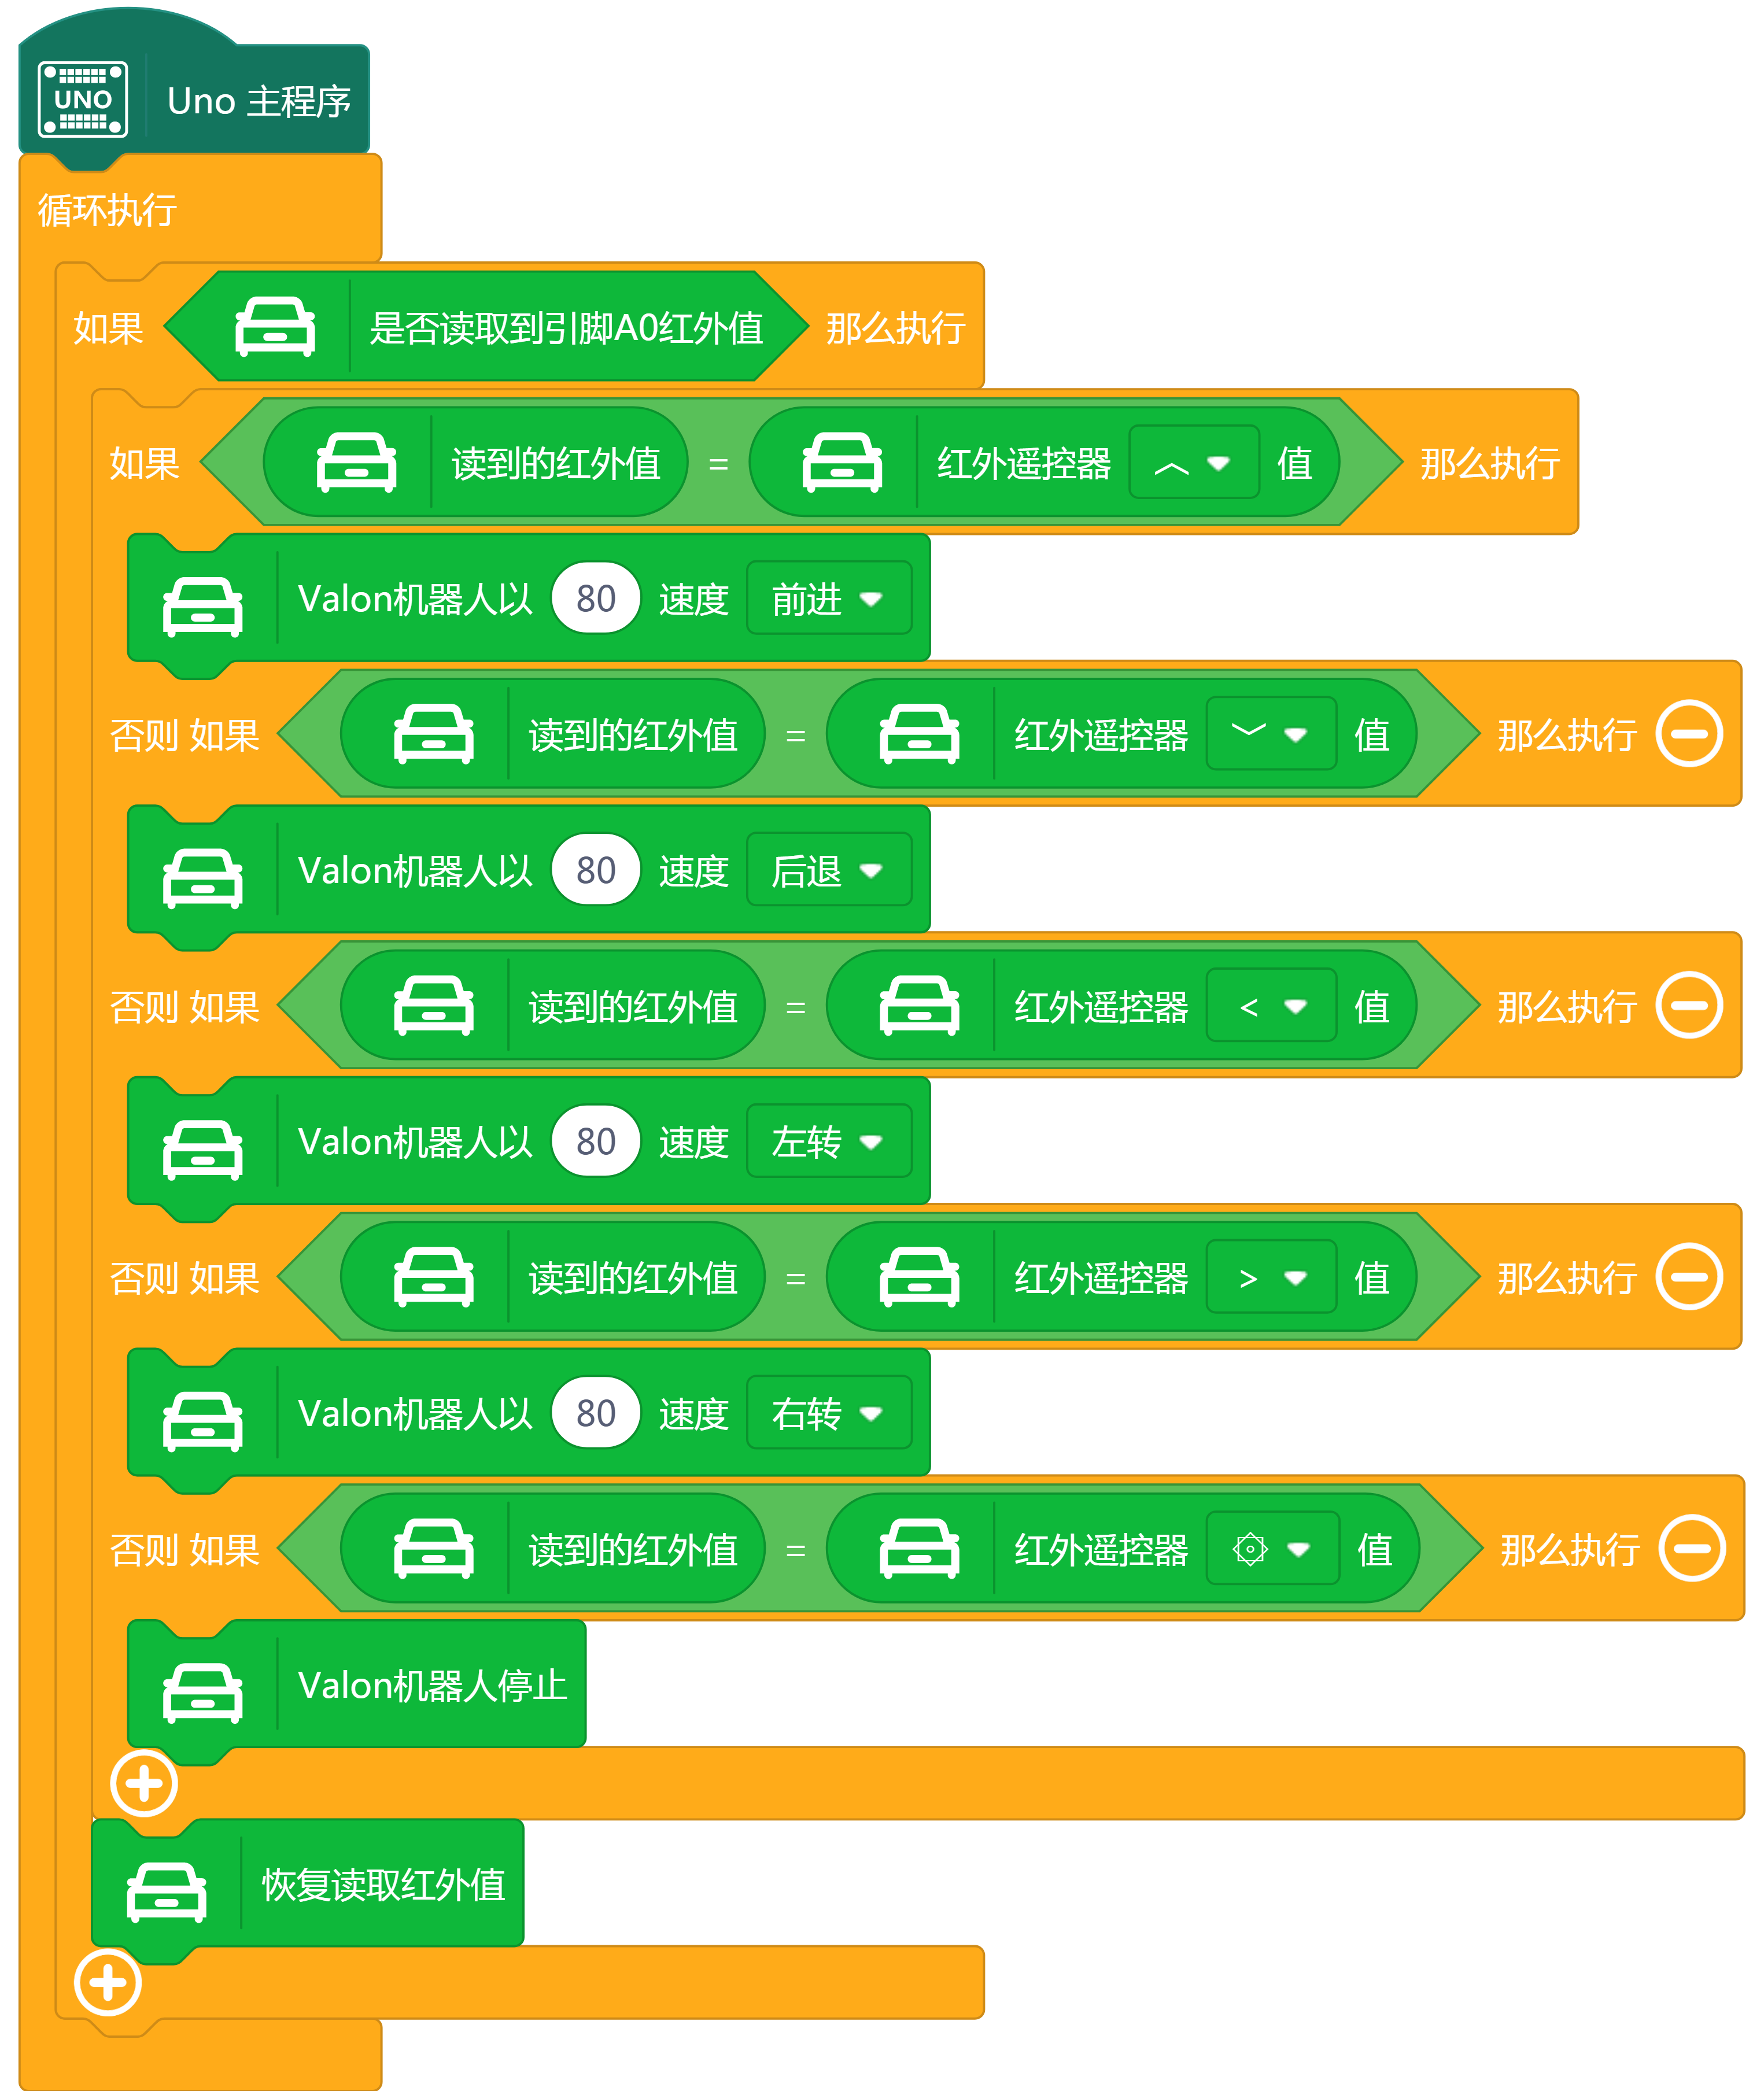 UNO Uno 主程序
循环执行
如果 是否读取到引脚A0红外值 那么执行
如果 读到的红外值 = 红外遥控器 ︿ 值 那么执行
Valon机器人以 80 速度 前进
否则 如果 读到的红外值 = 红外遥控器 ﹀ 值 那么执行
Valon机器人以 80 速度 后退
否则 如果 读到的红外值 = 红外遥控器 < 值 那么执行
Valon机器人以 80 速度 左转
否则 如果 读到的红外值 = 红外遥控器 > 值 那么执行
Valon机器人以 80 速度 右转
否则 如果 读到的红外值 = 红外遥控器 ۞ 值 那么执行
Valon机器人停止
恢复读取红外值